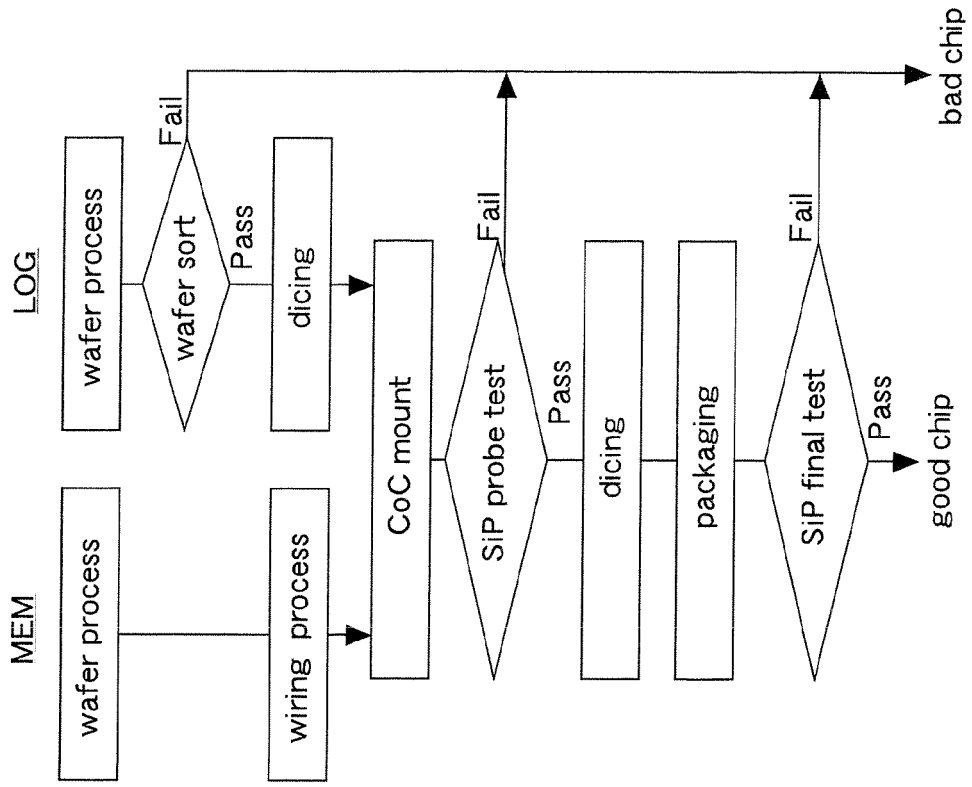 MEM
LOG
wafer process
wafer process
wafer sort
Fail
Pass
wiring process
dicing
CoC mount
SiP probe test
Fail
Pass
dicing
packaging
SiP final test
Fail
Pass
good chip
bad chip